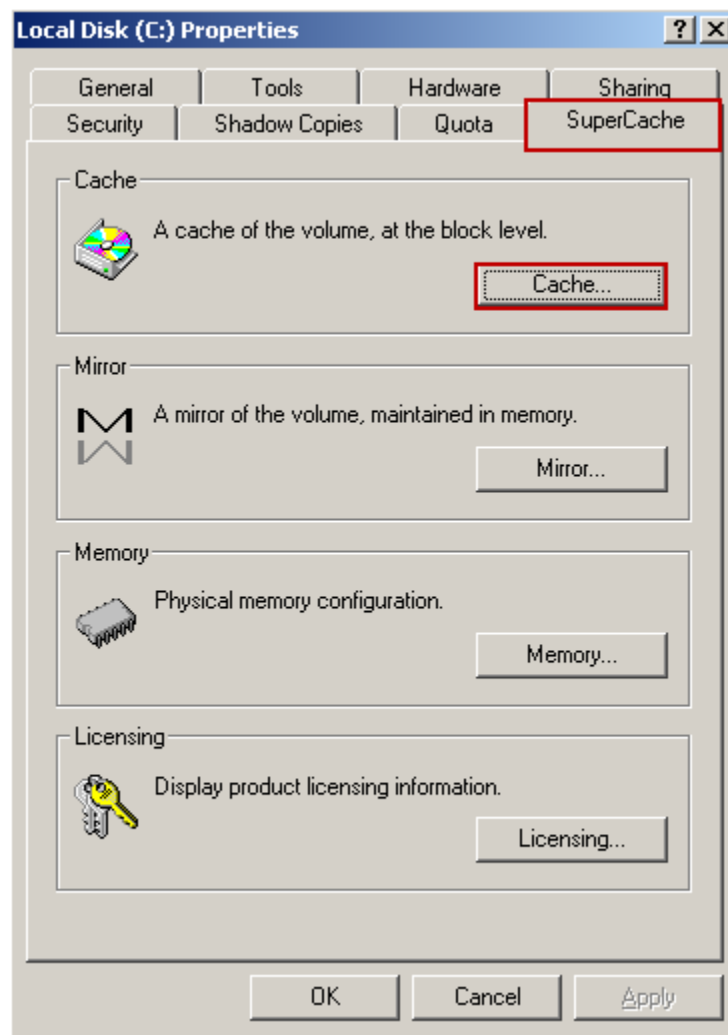 Local Disk (C:) Properties
General Tools Hardware Sharing
Security Shadow Copies Quota SuperCache
Cache
A cache of the volume, at the block level.
Cache...
Mirror
A mirror of the volume, maintained in memory.
Mirror...
Memory
Physical memory configuration.
Memory...
Licensing
Display product licensing information.
Licensing...
OK Cancel Apply